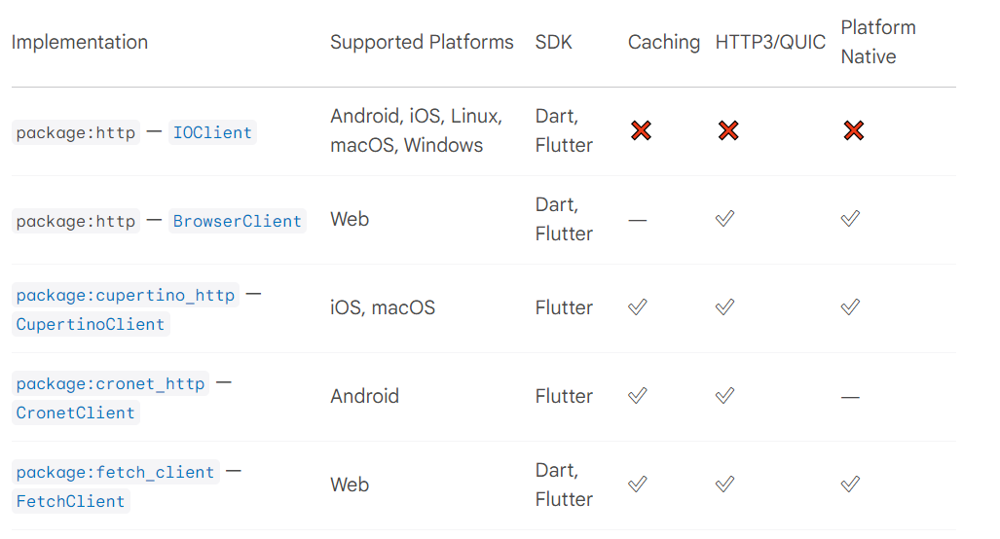 Implementation Supported Platforms SDK Caching HTTP3/QUIC Platform Native
package:http — IOClient Android, iOS, Linux, macOS, Windows Dart, Flutter ❌ ❌ ❌
package:http — BrowserClient Web Dart, Flutter — ✅ ✅
package:cupertino_http — CupertinoClient iOS, macOS Flutter ✅ ✅ ✅
package:cronet_http — CronetClient Android Flutter ✅ ✅ —
package:fetch_client — FetchClient Web Dart, Flutter ✅ ✅ ✅